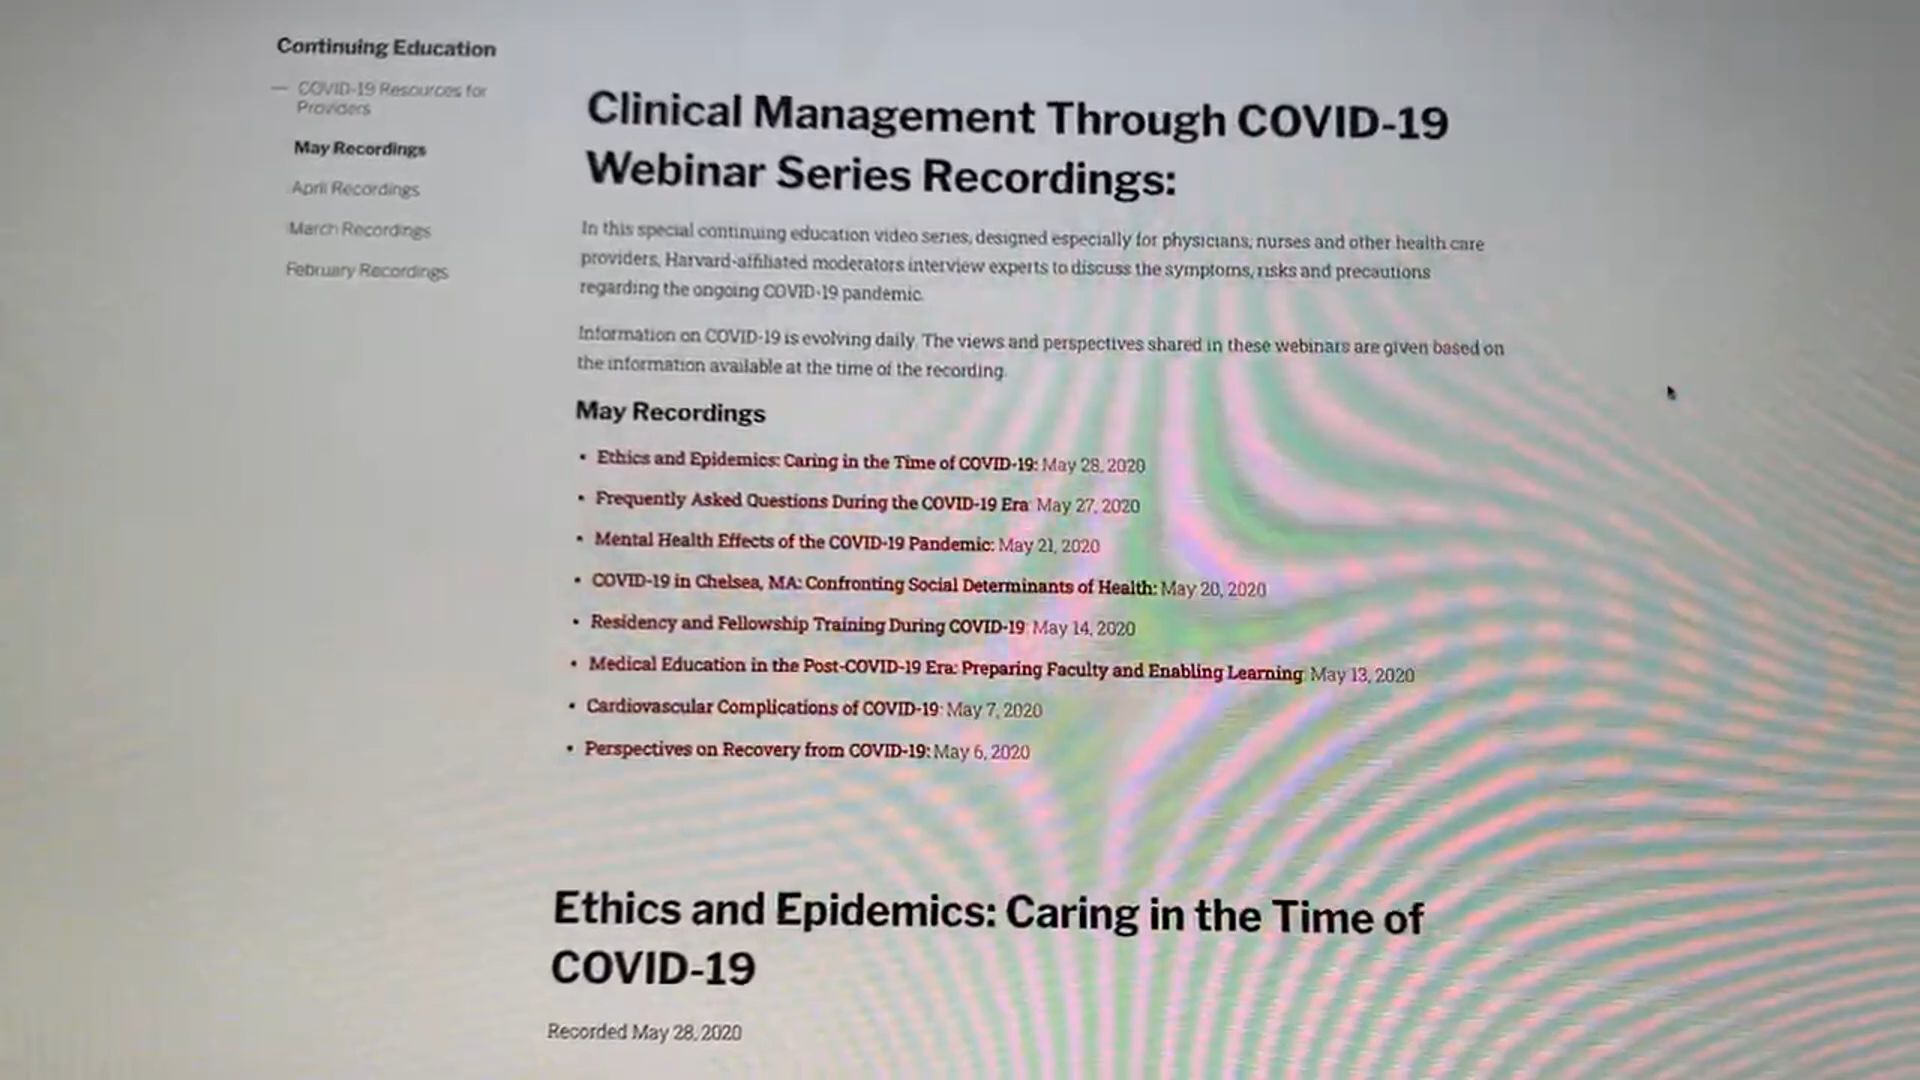 Continuing Education
— COVID-19 Resources for
Providers
May Recordings
April Recordings
March Recordings
February Recordings
Clinical Management Through COVID-19
Webinar Series Recordings:
In this special continuing education video series, designed especially for physicians, nurses and other health care
providers, Harvard-affiliated moderators interview experts to discuss the symptoms, risks and precautions
regarding the ongoing COVID-19 pandemic.
Information on COVID-19 is evolving daily. The views and perspectives shared in these webinars are given based on
the information available at the time of the recording.
May Recordings
• Ethics and Epidemics: Caring in the Time of COVID-19: May 28, 2020
• Frequently Asked Questions During the COVID-19 Era: May 27, 2020
• Mental Health Effects of the COVID-19 Pandemic: May 21, 2020
• COVID-19 in Chelsea, MA: Confronting Social Determinants of Health: May 20, 2020
• Residency and Fellowship Training During COVID-19: May 14, 2020
• Medical Education in the Post-COVID-19 Era: Preparing Faculty and Enabling Learning: May 13, 2020
• Cardiovascular Complications of COVID-19: May 7, 2020
• Perspectives on Recovery from COVID-19: May 6, 2020
Ethics and Epidemics: Caring in the Time of
COVID-19
Recorded May 28, 2020